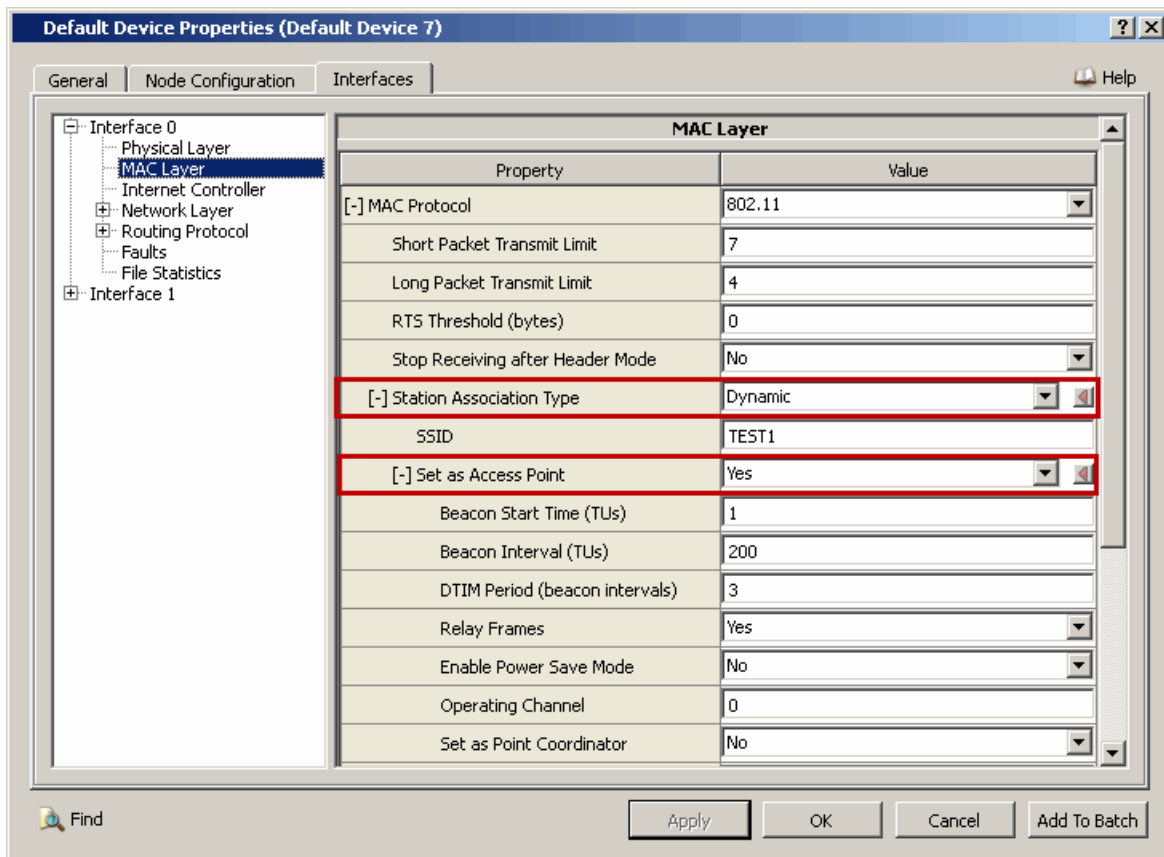 Default Device Properties (Default Device 7)
General
Node Configuration
Interfaces
Help
Interface 0
Physical Layer
MAC Layer
Internet Controller
Network Layer
Routing Protocol
Faults
File Statistics
Interface 1
MAC Layer
Property Value
[-] MAC Protocol 802.11
Short Packet Transmit Limit 7
Long Packet Transmit Limit 4
RTS Threshold (bytes) 0
Stop Receiving after Header Mode No
[-] Station Association Type Dynamic
SSID TEST1
[-] Set as Access Point Yes
Beacon Start Time (TUs) 1
Beacon Interval (TUs) 200
DTIM Period (beacon intervals) 3
Relay Frames Yes
Enable Power Save Mode No
Operating Channel 0
Set as Point Coordinator No
Find
Apply
OK
Cancel
Add To Batch